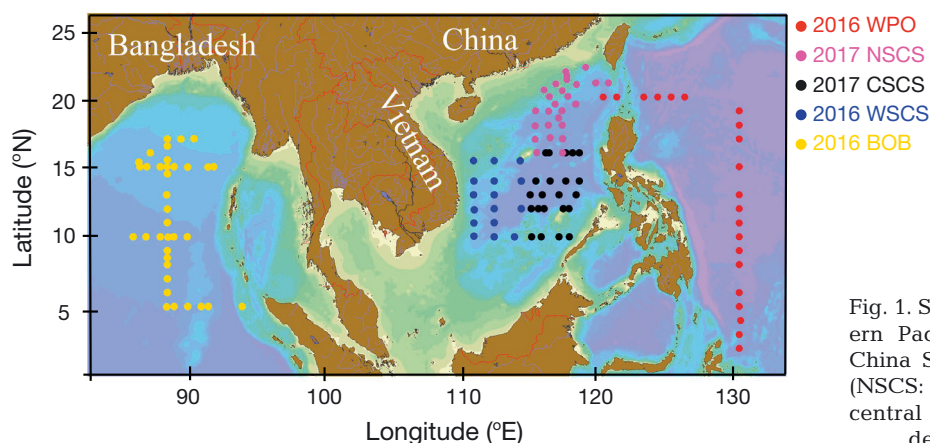 Bangladesh
China
Vietnam
25
20
15
10
5
Latitude (°N)
90
100
110
120
130
Longitude (°E)
2016 WPO
2017 NSCS
2017 CSCS
2016 WSCS
2016 BOB
Fig. 1. S
ern Pac
China S
(NSCS:
central
de